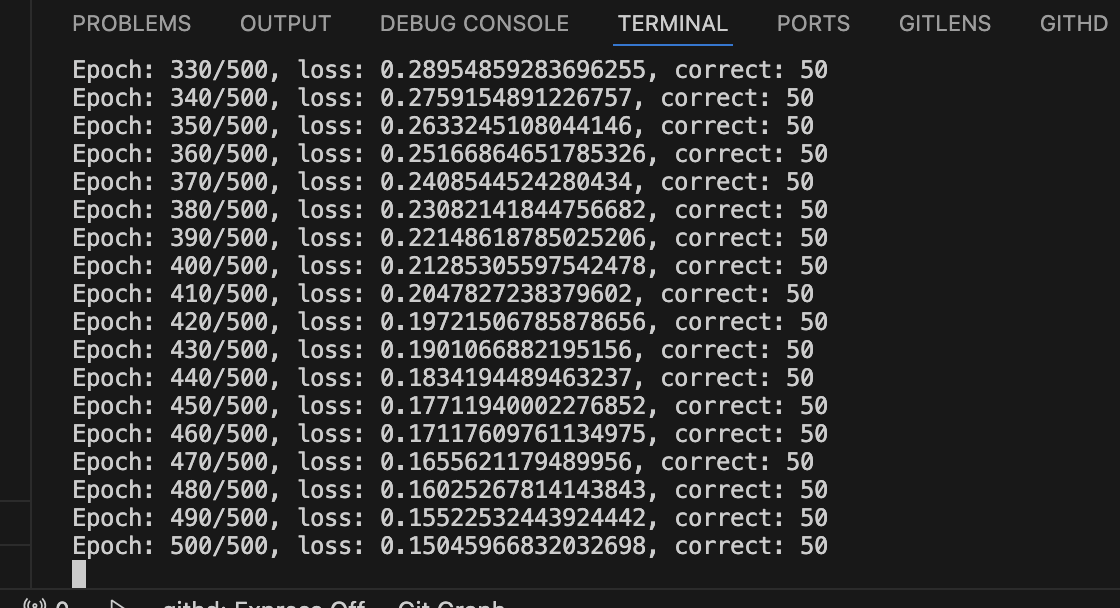 PROBLEMS OUTPUT DEBUG CONSOLE TERMINAL PORTS GITLENS GITHD
Epoch: 330/500, loss: 0.28954859283696255, correct: 50
Epoch: 340/500, loss: 0.2759154891226757, correct: 50
Epoch: 350/500, loss: 0.2633245108044146, correct: 50
Epoch: 360/500, loss: 0.25166864651785326, correct: 50
Epoch: 370/500, loss: 0.2408544524280434, correct: 50
Epoch: 380/500, loss: 0.23082141844756682, correct: 50
Epoch: 390/500, loss: 0.22148618785025206, correct: 50
Epoch: 400/500, loss: 0.21285305597542478, correct: 50
Epoch: 410/500, loss: 0.2047827238379602, correct: 50
Epoch: 420/500, loss: 0.19721506785878656, correct: 50
Epoch: 430/500, loss: 0.1901066882195156, correct: 50
Epoch: 440/500, loss: 0.1834194489463237, correct: 50
Epoch: 450/500, loss: 0.17711940002276852, correct: 50
Epoch: 460/500, loss: 0.17117609761134975, correct: 50
Epoch: 470/500, loss: 0.1655621179489956, correct: 50
Epoch: 480/500, loss: 0.16025267814143843, correct: 50
Epoch: 490/500, loss: 0.15522532443924442, correct: 50
Epoch: 500/500, loss: 0.15045966832032698, correct: 50
0 githd: Express Off Git Graph